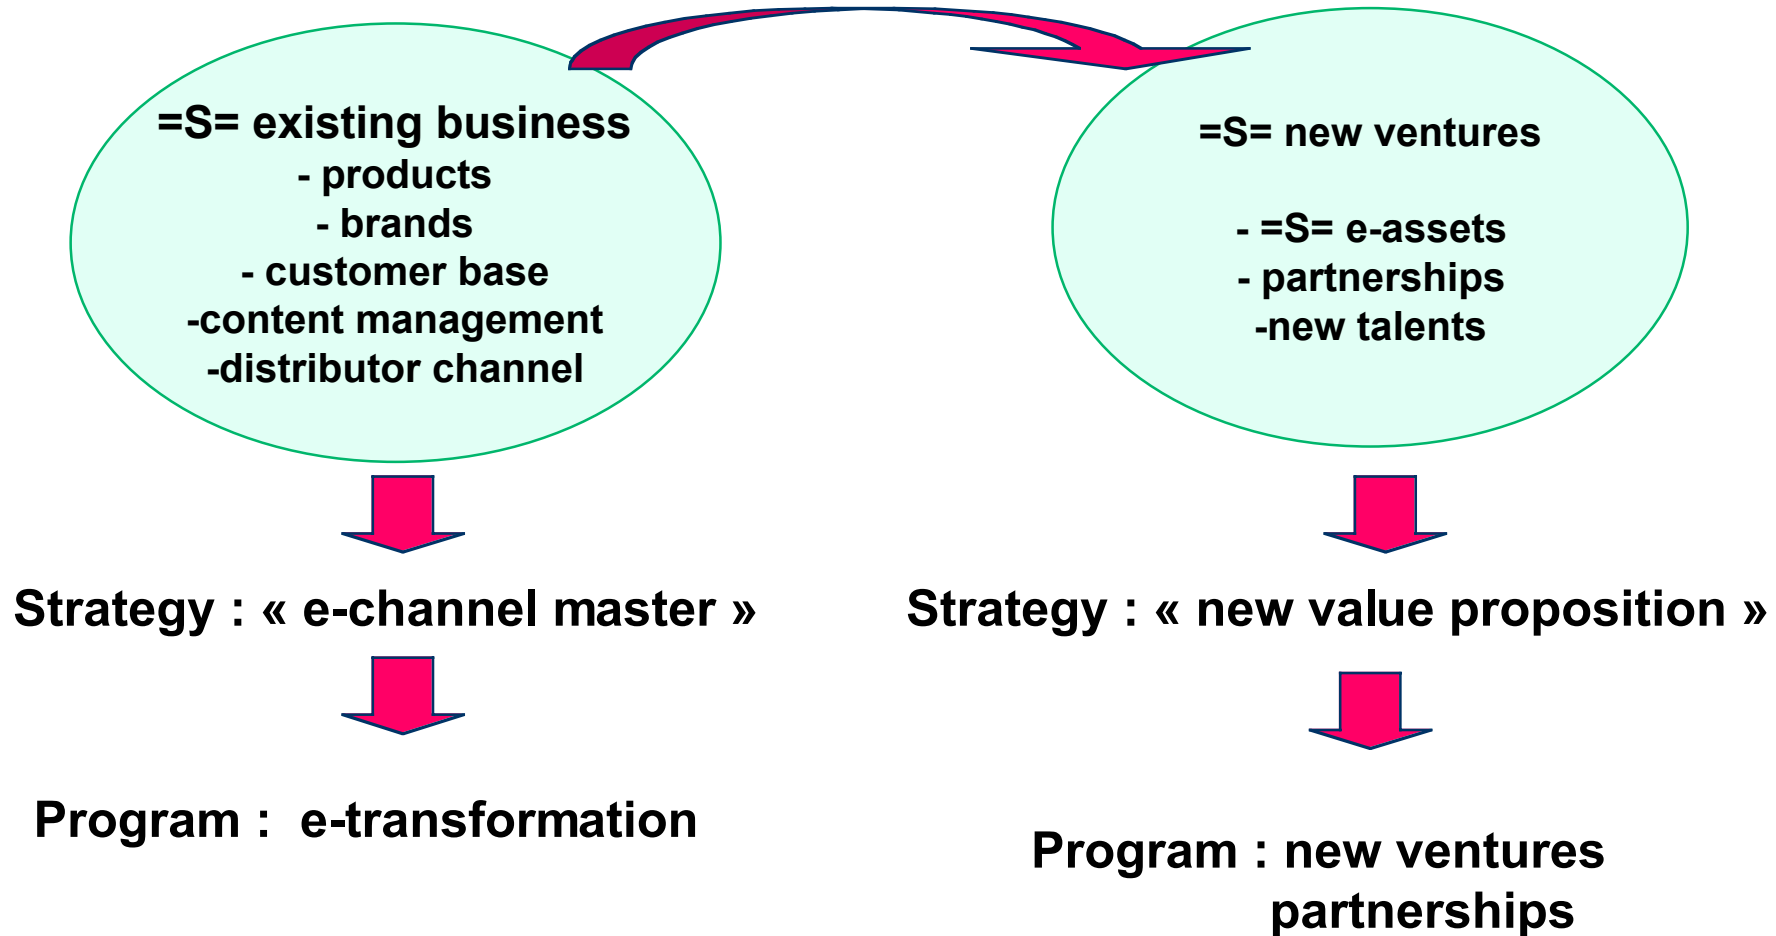 =S= existing business
- products
- brands
- customer base
-content management
-distributor channel
=S= new ventures
- =S= e-assets
- partnerships
-new talents
Strategy : « e-channel master »
Strategy : « new value proposition »
Program :  e-transformation
Program : new ventures
partnerships